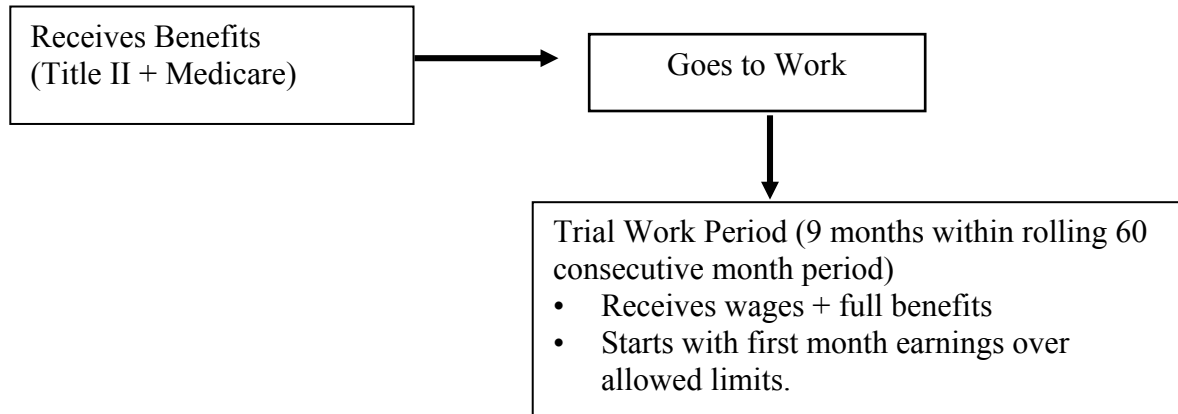 Receives Benefits
(Title II + Medicare)
Goes to Work
Trial Work Period (9 months within rolling 60
consecutive month period)
• Receives wages + full benefits
• Starts with first month earnings over
allowed limits.